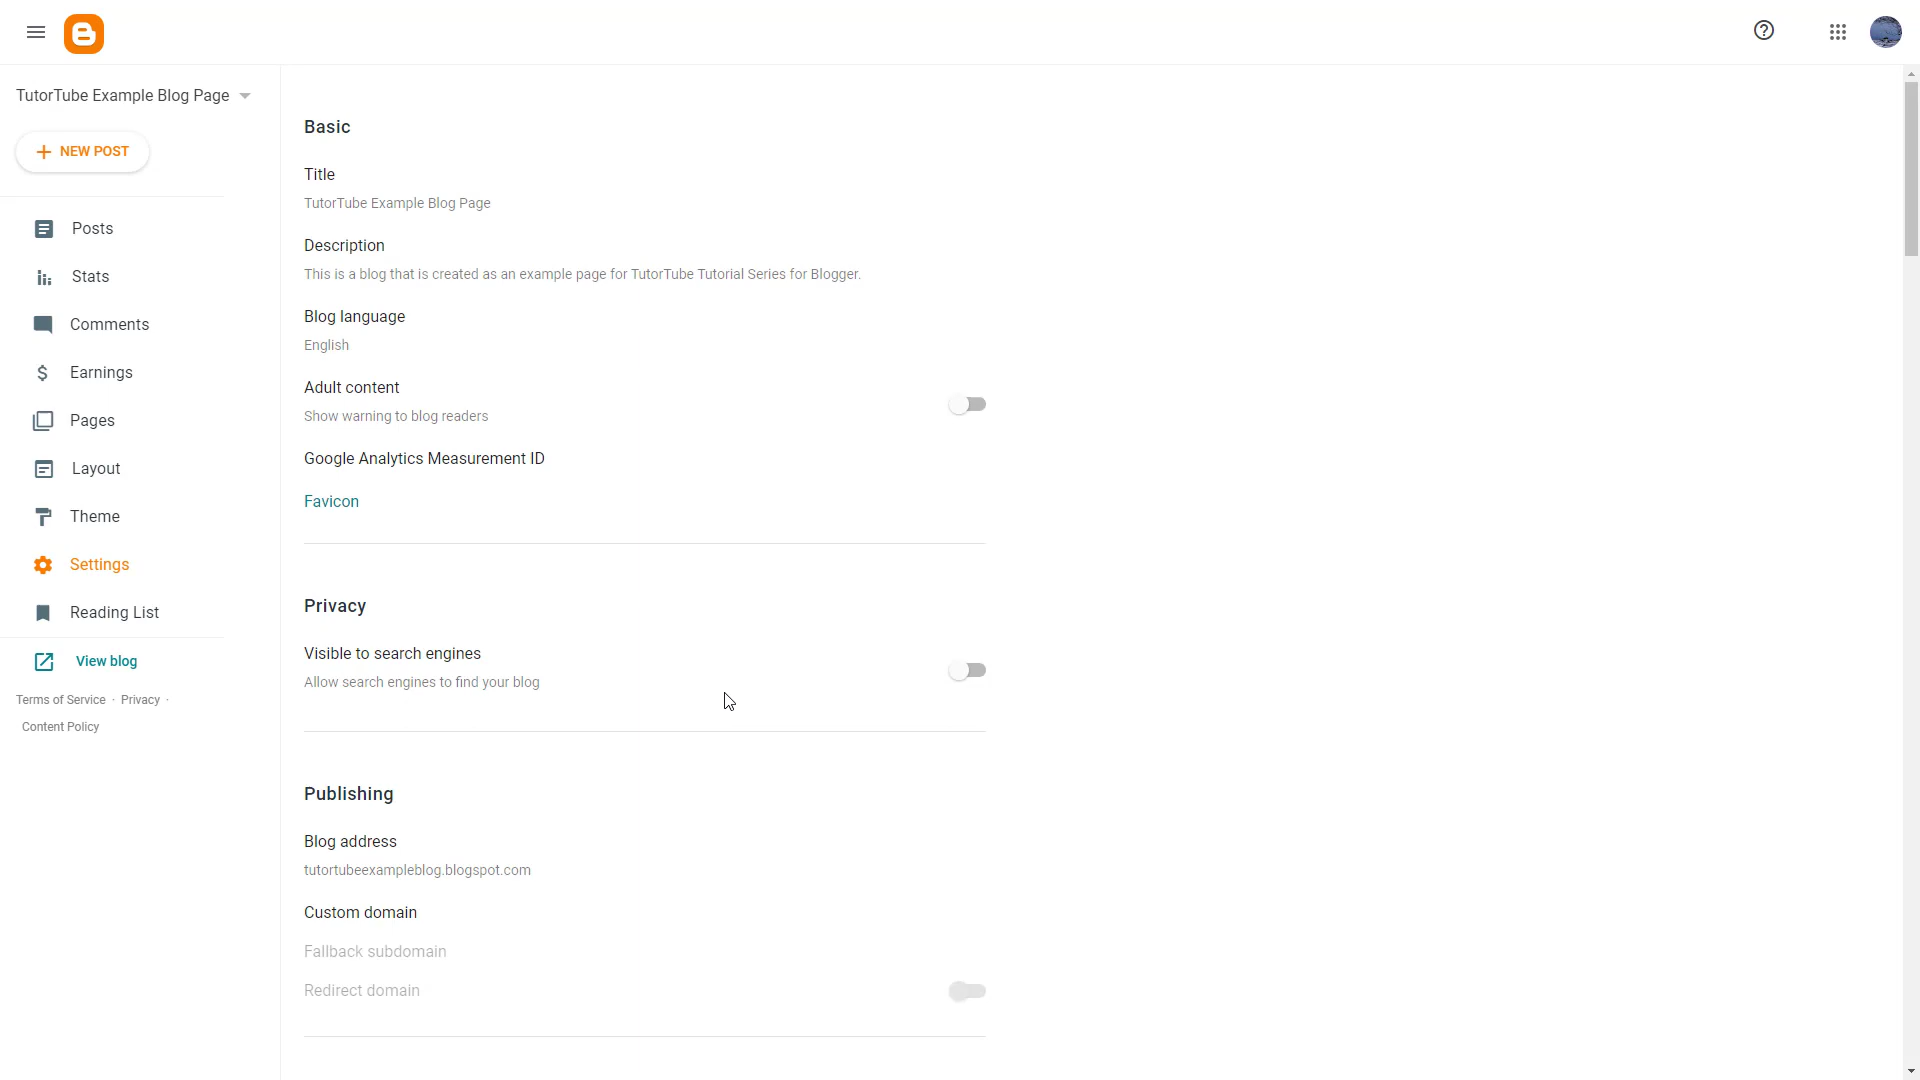 TutorTube Example Blog Page
NEW POST
Posts
Stats
Comments
Earnings
Pages
Layout
Theme
Settings
Reading List
View blog
Terms of Service · Privacy ·
Content Policy
Basic
Title
TutorTube Example Blog Page
Description
This is a blog that is created as an example page for TutorTube Tutorial Series for Blogger.
Blog language
English
Adult content
Show warning to blog readers
Google Analytics Measurement ID
Favicon
Privacy
Visible to search engines
Allow search engines to find your blog
Publishing
Blog address
tutortubeexampleblog.blogspot.com
Custom domain
Fallback subdomain
Redirect domain